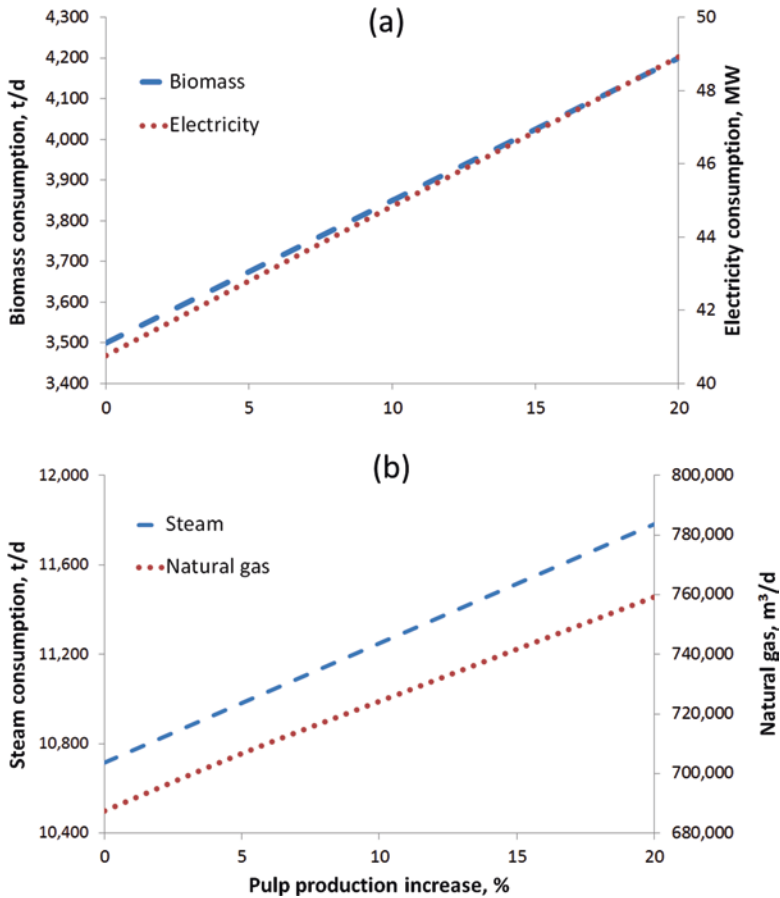 (a)
Biomass consumption, t/d
4,300
4,200
4,100
4,000
3,900
3,800
3,700
3,600
3,500
3,400
Biomass
Electricity
50
48
46
44
42
40
Electricity consumption, MW
0 5 10 15 20
(b)
Steam consumption, t/d
12,000
11,600
11,200
10,800
10,400
Steam
Natural gas
800,000
780,000
760,000
740,000
720,000
700,000
680,000
Natural gas, m³/d
0 5 10 15 20
Pulp production increase, %